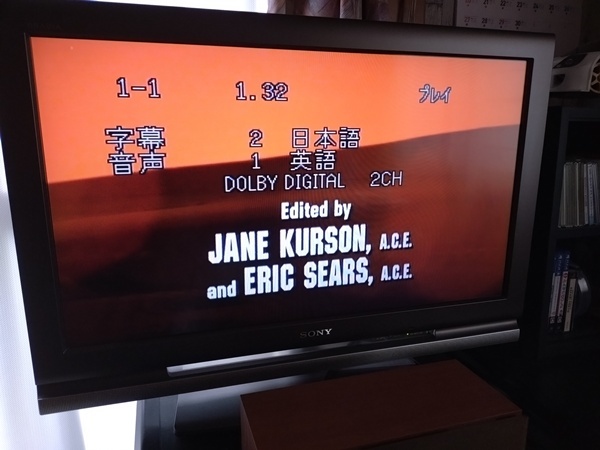 1-1 1.32 プレイ
字幕 2 日本語
音声 1 英語
DOLBY DIGITAL 2CH
Edited by
JANE KURSON, A.C.E.
and ERIC SEARS, A.C.E.
SONY